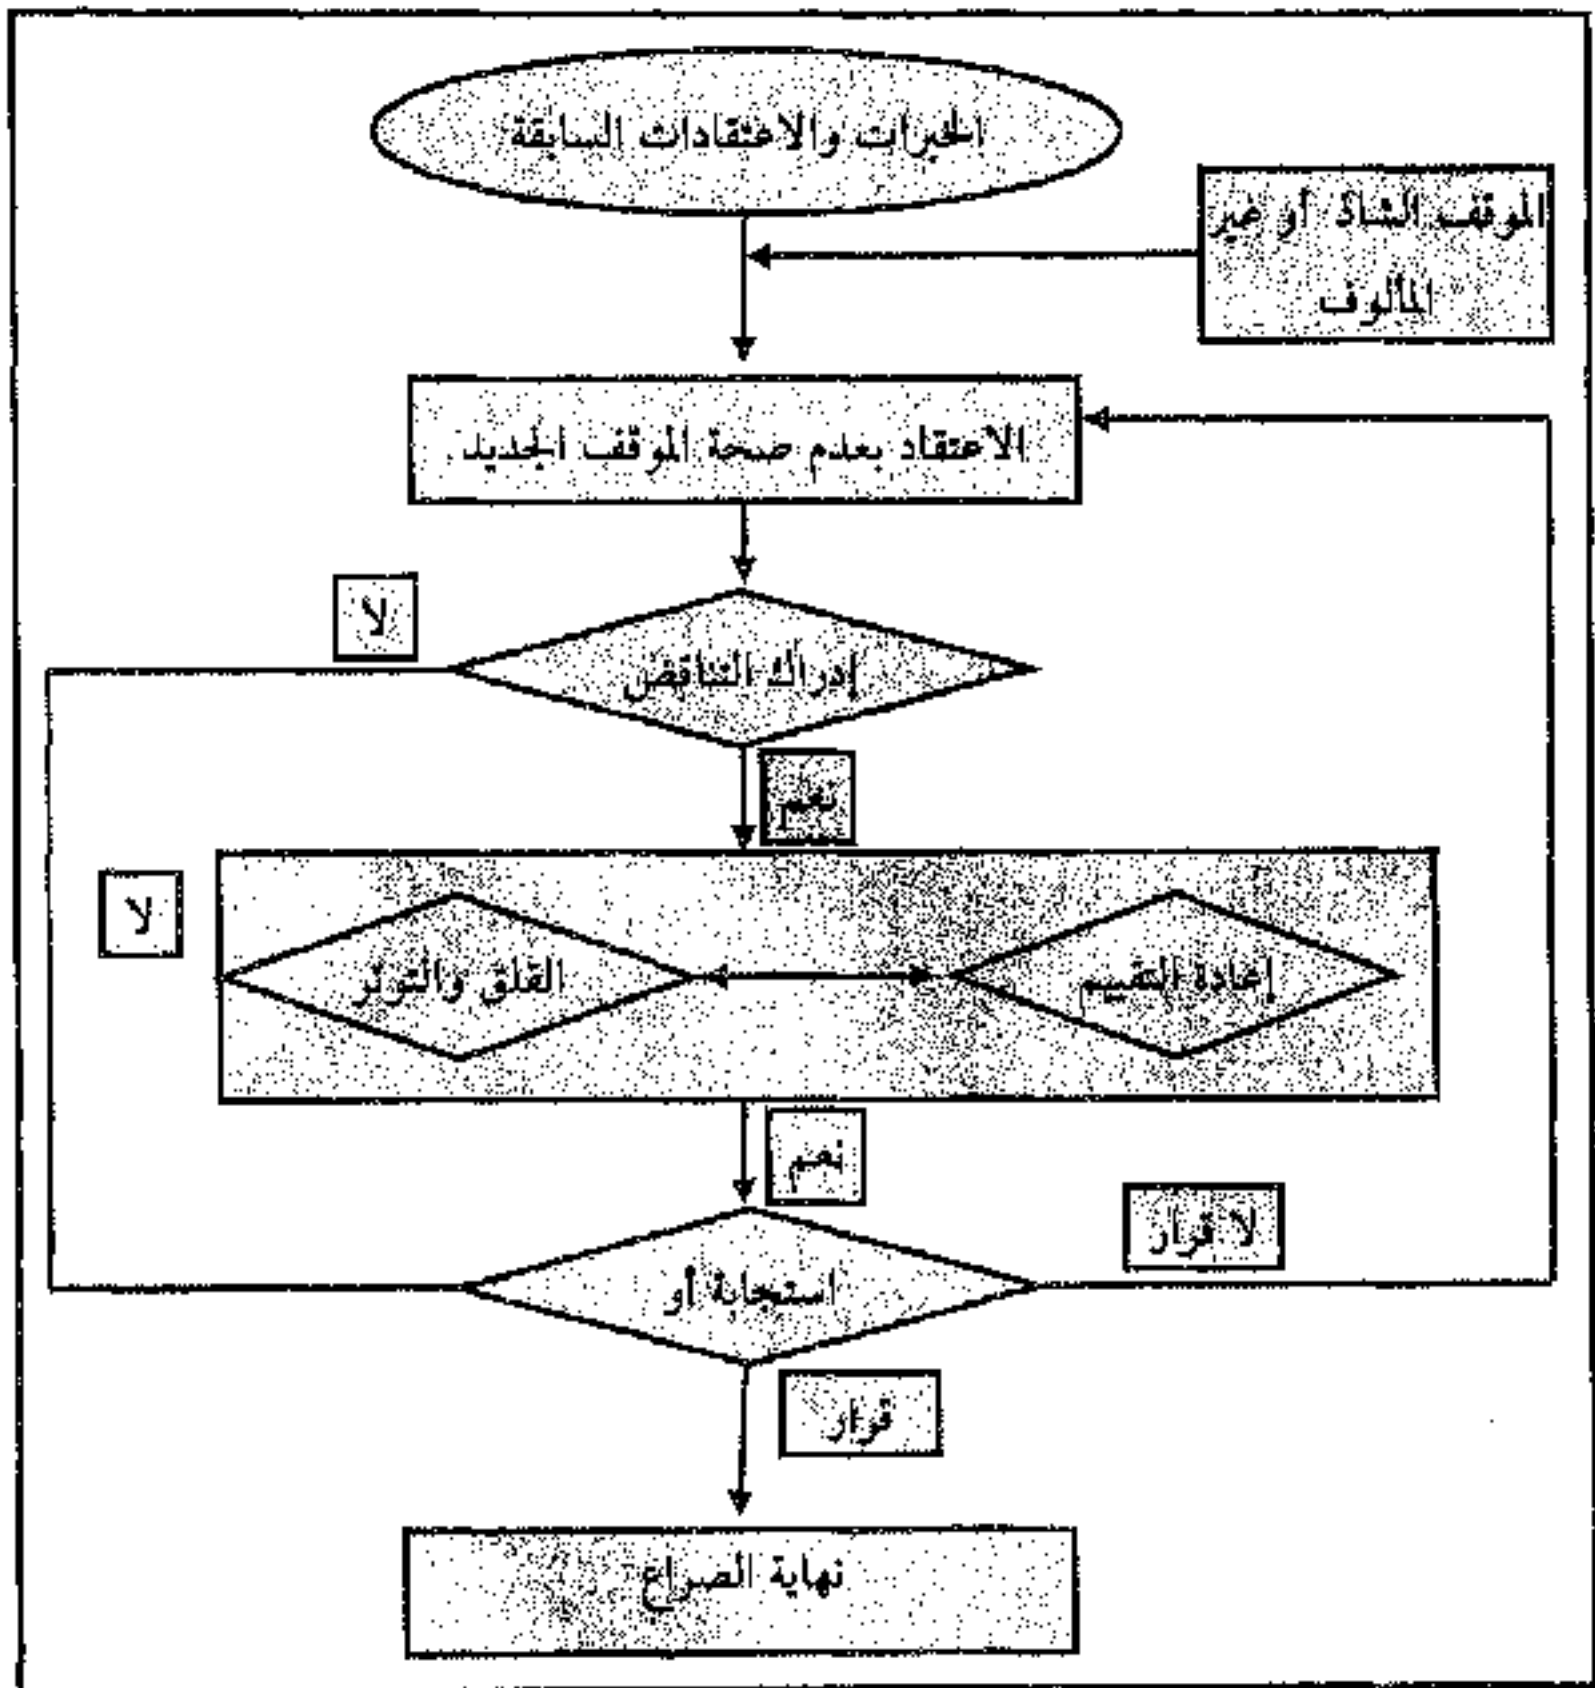 الخبرات والاعتقادات السابقة
الموقف الشاذ أو غير
المألوف
الاعتقاد بعدم صحة الموقف الجديد
لا
إدراك التناقض
نعم
لا
إعادة التقييم
القلق والتوتر
نعم
لا قرار
استجابة أو
قرار
نهاية الصراع